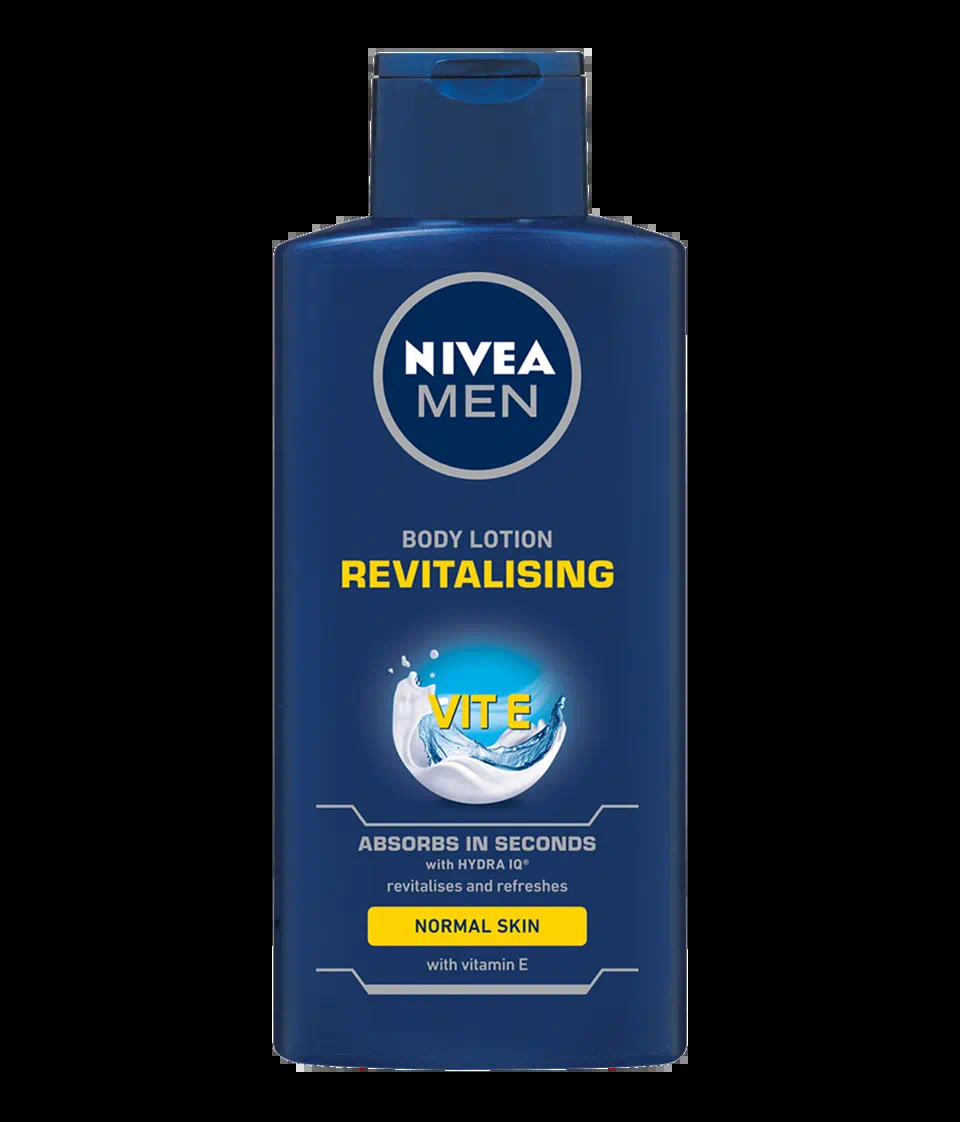 NIVEA
MEN
BODY LOTION
REVITALISING
VIT E
ABSORBS IN SECONDS
with HYDRA IQ®
revitalises and refreshes
NORMAL SKIN
with vitamin E